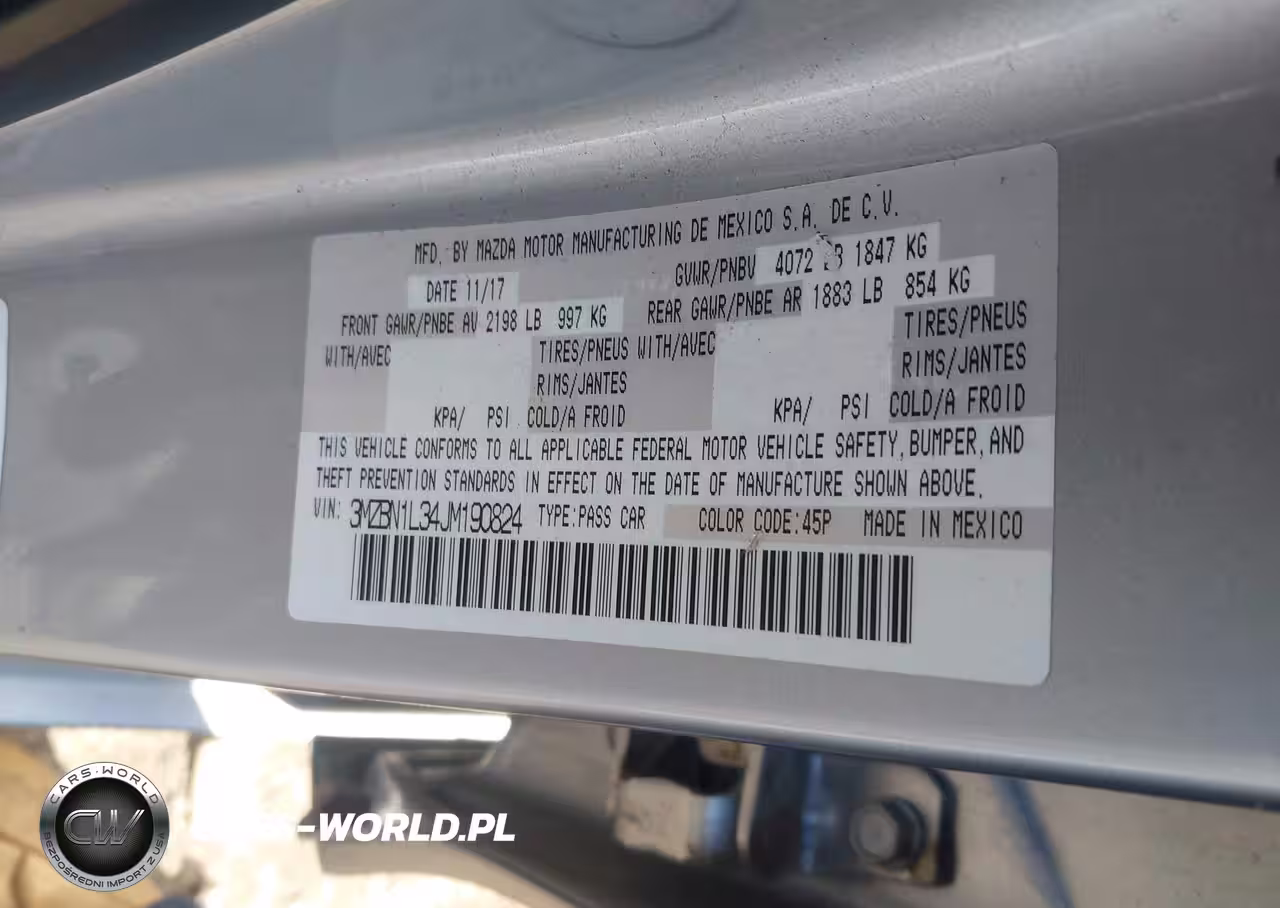 MFD. BY MAZDA MOTOR MANUFACTURING DE MEXICO S.A. DE C.V.
DATE 11/17 GVWR/PNBV 4072 LB 1847 KG
FRONT GAWR/PNBE AV 2198 LB 997 KG REAR GAWR/PNBE AR 1883 LB 854 KG
WITH/AVEC TIRES/PNEUS WITH/AVEC TIRES/PNEUS
RIMS/JANTES RIMS/JANTES
KPA/ PSI COLD/A FROID KPA/ PSI COLD/A FROID
THIS VEHICLE CONFORMS TO ALL APPLICABLE FEDERAL MOTOR VEHICLE SAFETY, BUMPER, AND
THEFT PREVENTION STANDARDS IN EFFECT ON THE DATE OF MANUFACTURE SHOWN ABOVE.
VIN: 3MZBN1L34JM190824 TYPE:PASS CAR COLOR CODE:45P MADE IN MEXICO
CARS-WORLD
CW
BEZPOŚREDNI IMPORT Z USA
-WORLD.PL